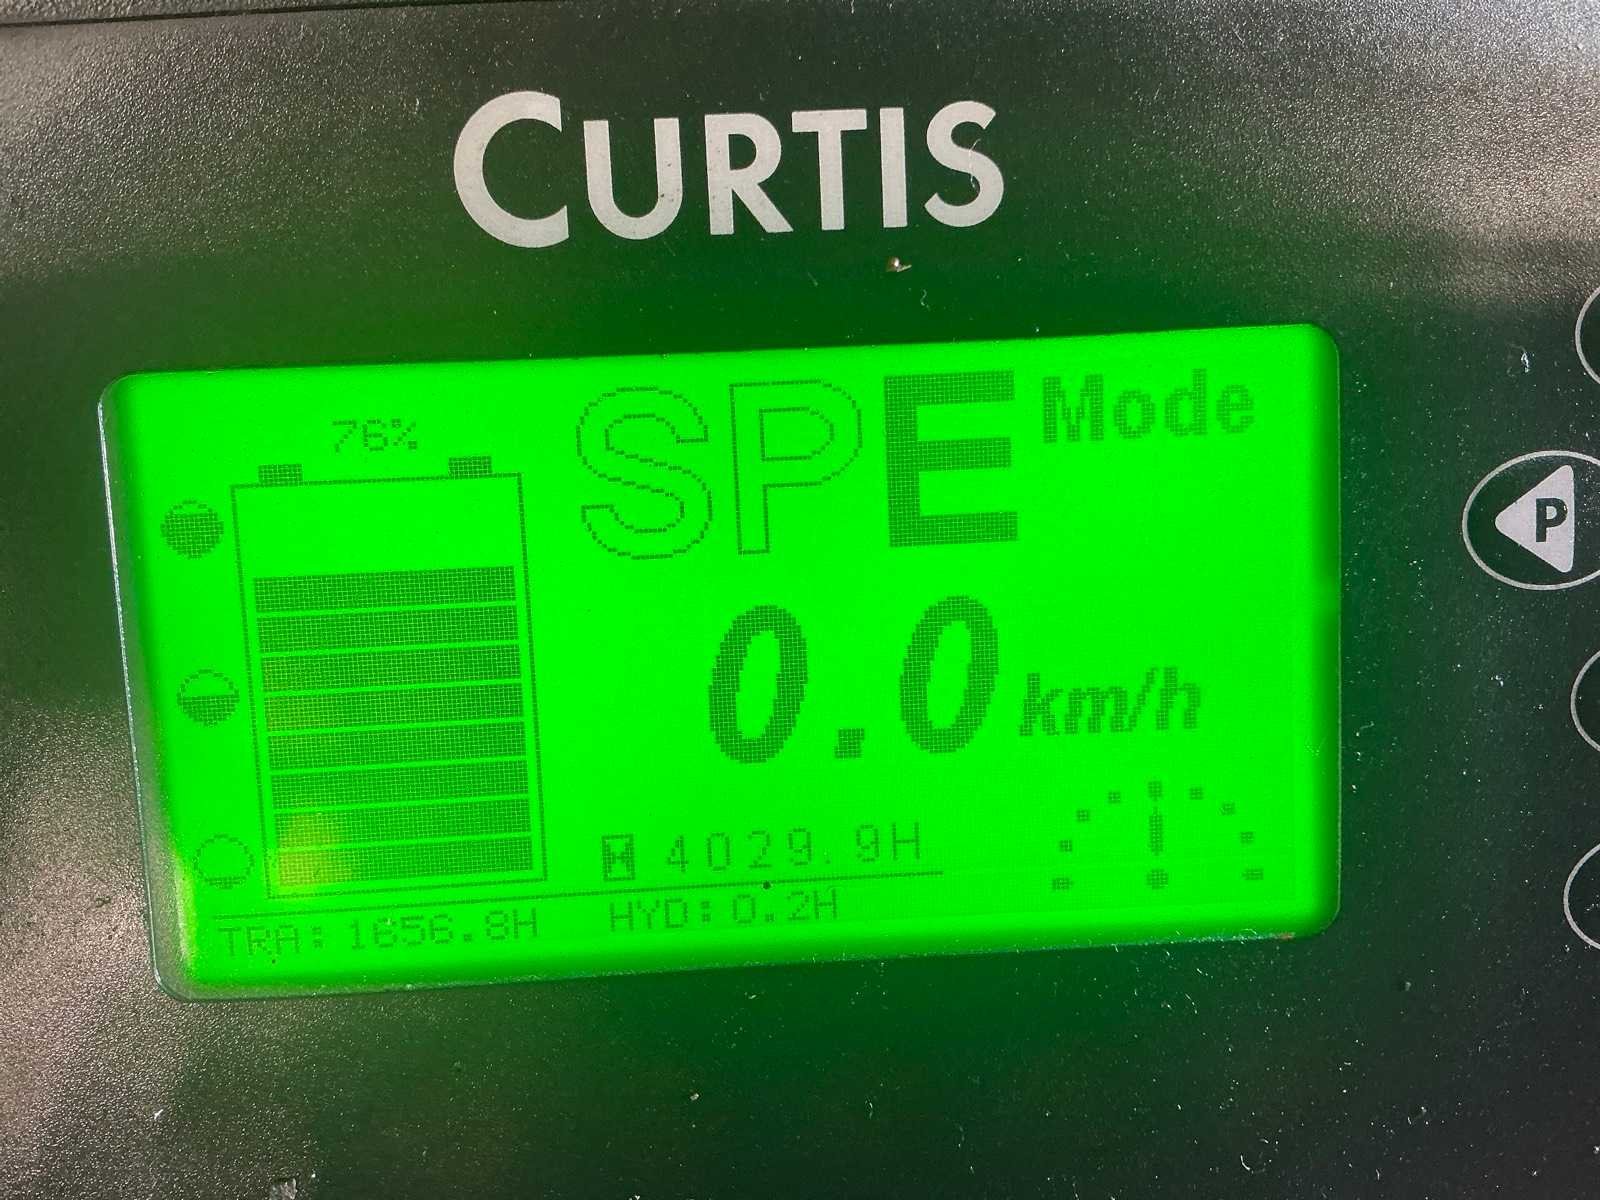 CURTIS
76%
SPE Mode
0.0 km/h
4029.9H
TRA: 1656.8H HYD: 0.2H
P